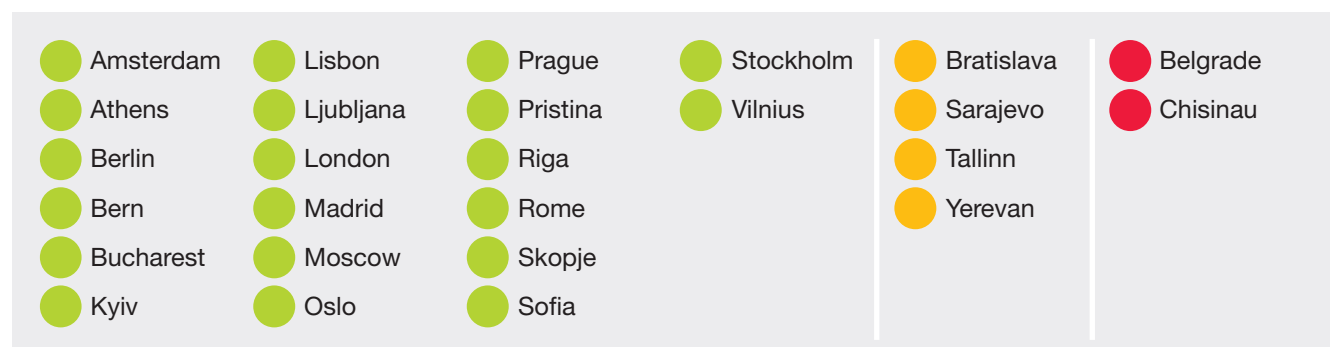 Amsterdam
Athens
Berlin
Bern
Bucharest
Kyiv
Lisbon
Ljubljana
London
Madrid
Moscow
Oslo
Prague
Pristina
Riga
Rome
Skopje
Sofia
Stockholm
Vilnius
Bratislava
Sarajevo
Tallinn
Yerevan
Belgrade
Chisinau